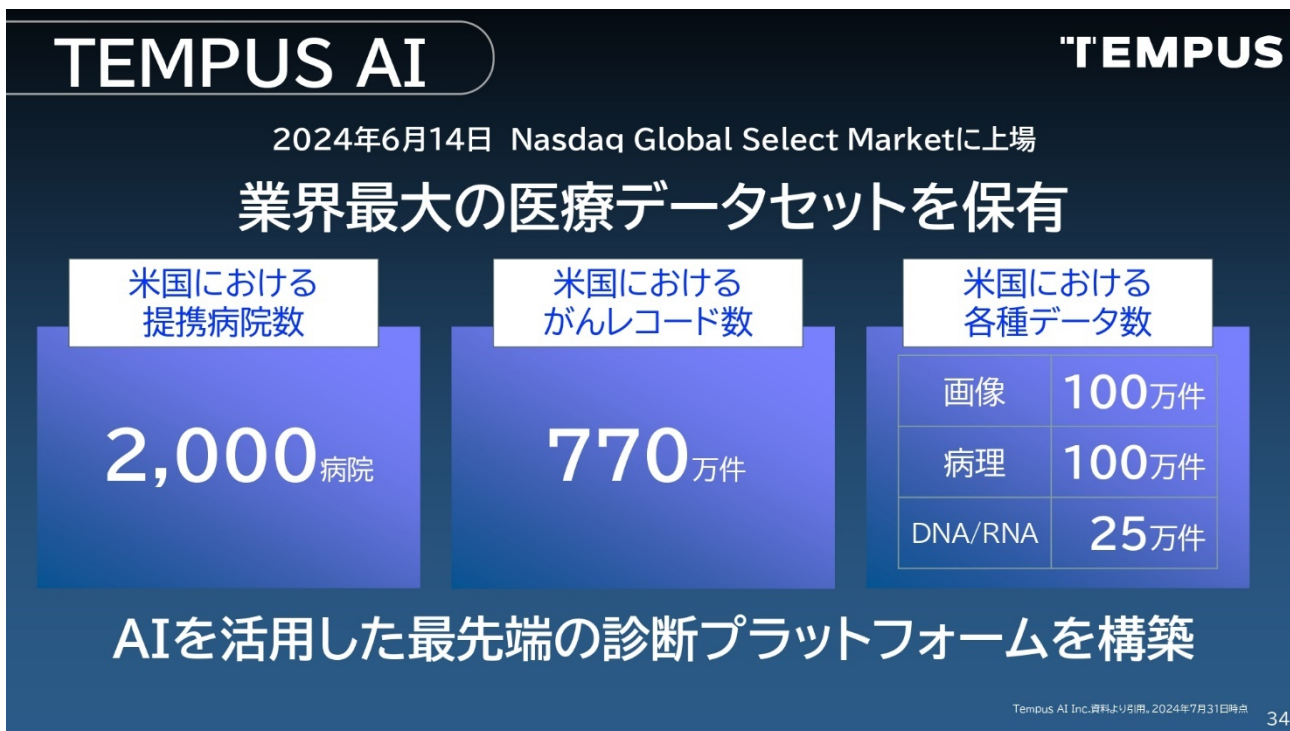 TEMPUS AI
TEMPUS
2024年6月14日 Nasdaq Global Select Marketに上場
業界最大の医療データセットを保有
米国における
提携病院数
2,000病院
米国における
がんレコード数
770万件
米国における
各種データ数
画像 100万件
病理 100万件
DNA/RNA 25万件
AIを活用した最先端の診断プラットフォームを構築
Tempus AI Inc.資料より引用。2024年7月31日時点
34